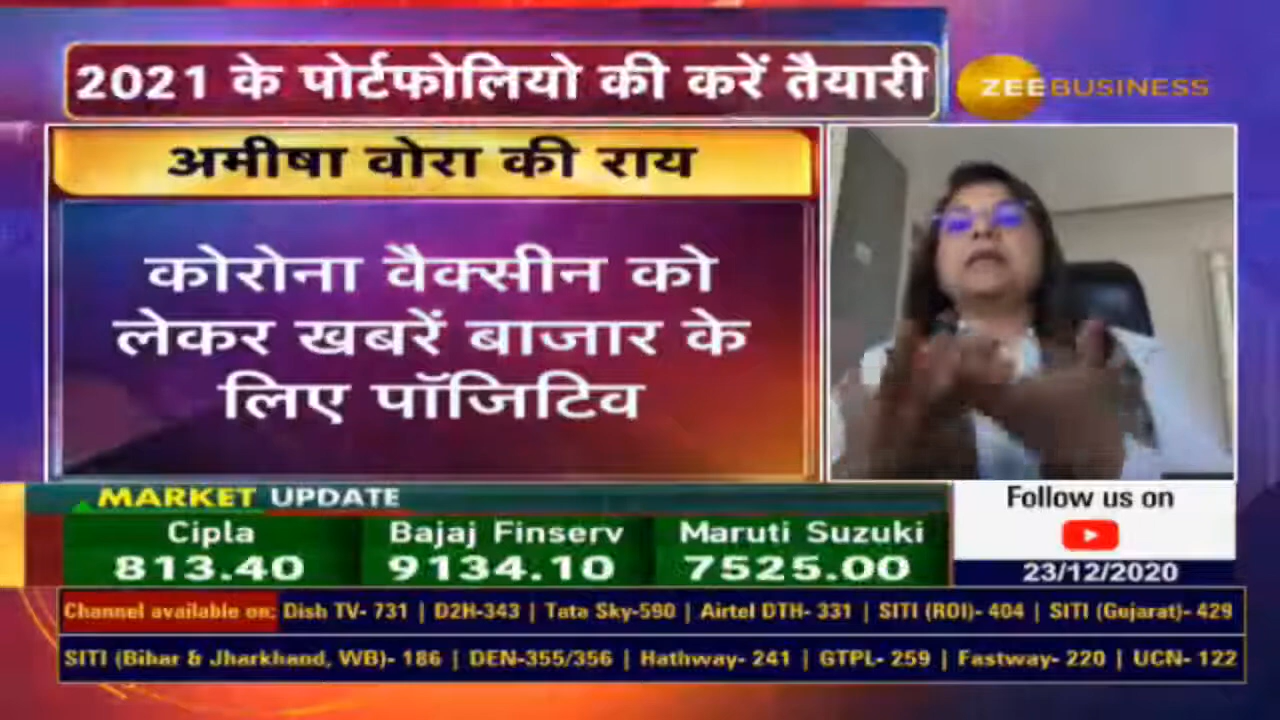 2021 के पोर्टफोलियो की करें तैयारी
ZEEBUSINESS
अमीषा वोरा की राय
कोरोना वैक्सीन को
लेकर खबरें बाजार के
लिए पॉजिटिव
MARKET UPDATE
Cipla
813.40
Bajaj Finserv
9134.10
Maruti Suzuki
7525.00
Follow us on
23/12/2020
Channel available on: Dish TV- 731 | D2H-343 | Tata Sky-590 | Airtel DTH- 331 | SITI (ROI)- 404 | SITI (Gujarat)- 429
SITI (Bihar & Jharkhand, WB)- 186 | DEN-355/356 | Hathway- 241 | GTPL- 259 | Fastway- 220 | UCN- 122